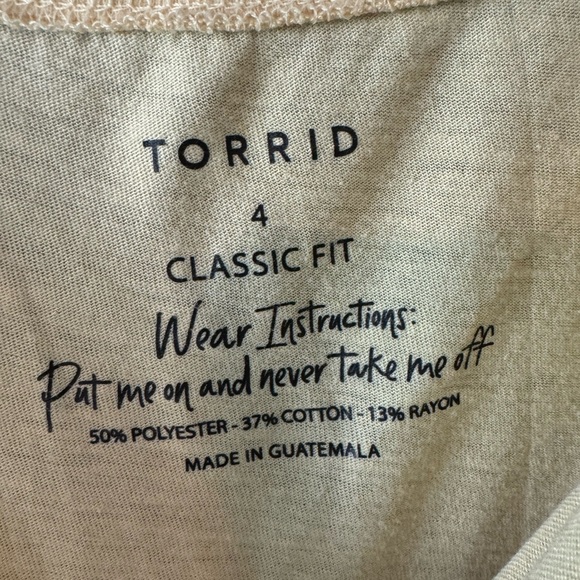 TORRID
4
CLASSIC FIT
Wear Instructions:
Put me on and never take me off
50% POLYESTER - 37% COTTON - 13% RAYON
MADE IN GUATEMALA